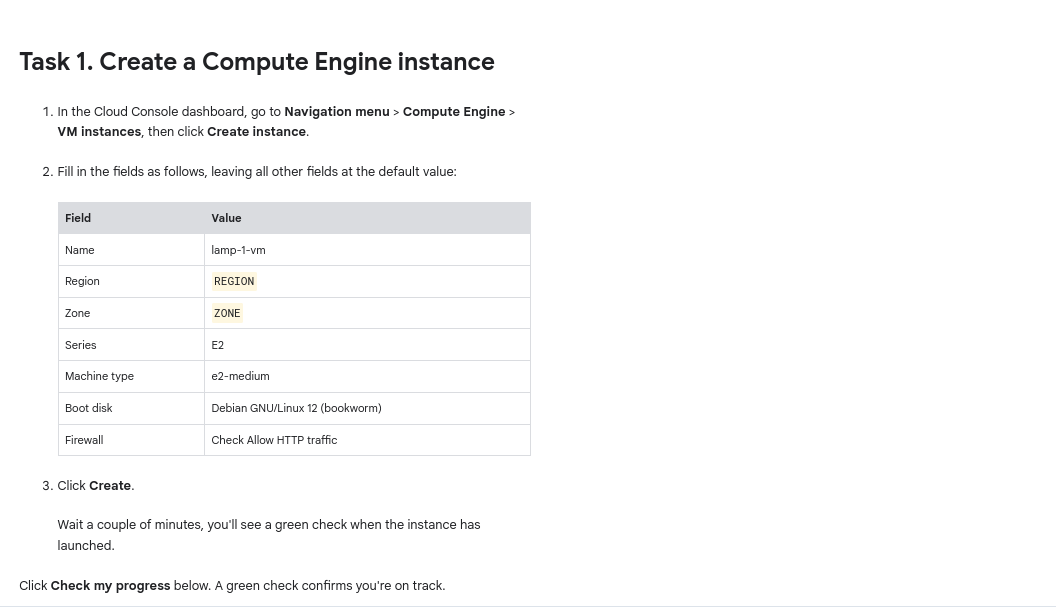 Task 1. Create a Compute Engine instance
1. In the Cloud Console dashboard, go to Navigation menu > Compute Engine >
VM instances, then click Create instance.
2. Fill in the fields as follows, leaving all other fields at the default value:
Field Value
Name lamp-1-vm
Region REGION
Zone ZONE
Series E2
Machine type e2-medium
Boot disk Debian GNU/Linux 12 (bookworm)
Firewall Check Allow HTTP traffic
3. Click Create.
Wait a couple of minutes, you'll see a green check when the instance has
launched.
Click Check my progress below. A green check confirms you're on track.